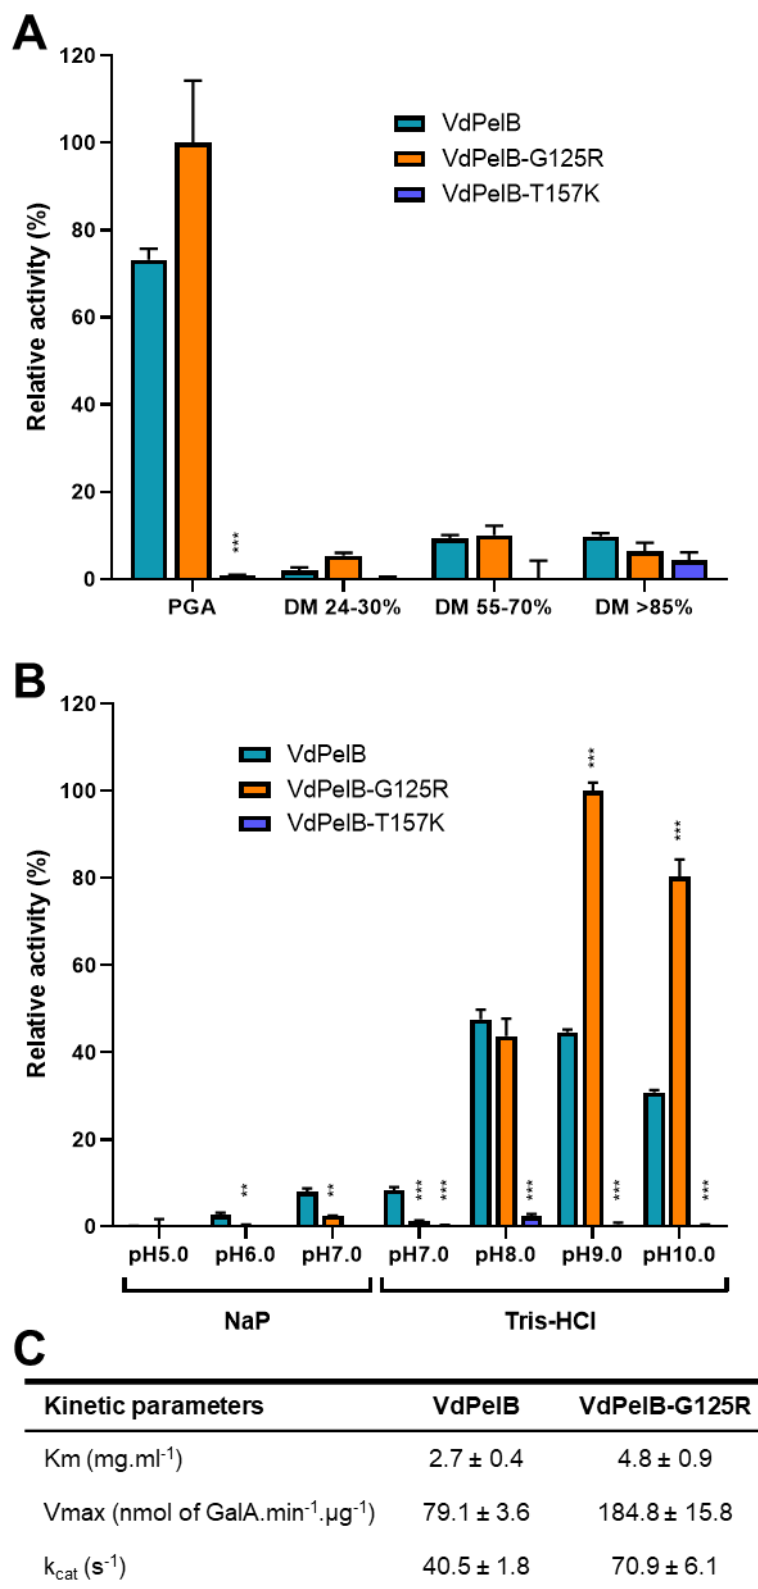 A
120
100
80
60
40
20
0
Relative activity (%)
VdPelB
VdPelB-G125R
VdPelB-T157K
***
PGA DM 24-30% DM 55-70% DM >85%
B
120
100
80
60
40
20
0
Relative activity (%)
VdPelB
VdPelB-G125R
VdPelB-T157K
** ** *** *** *** *** *** *** ***
pH5.0 pH6.0 pH7.0 pH7.0 pH8.0 pH9.0 pH10.0
NaP Tris-HCl
C
Kinetic parameters VdPelB VdPelB-G125R
Km (mg.ml⁻¹) 2.7 ± 0.4 4.8 ± 0.9
Vmax (nmol of GalA.min⁻¹.µg⁻¹) 79.1 ± 3.6 184.8 ± 15.8
kcat (s⁻¹) 40.5 ± 1.8 70.9 ± 6.1